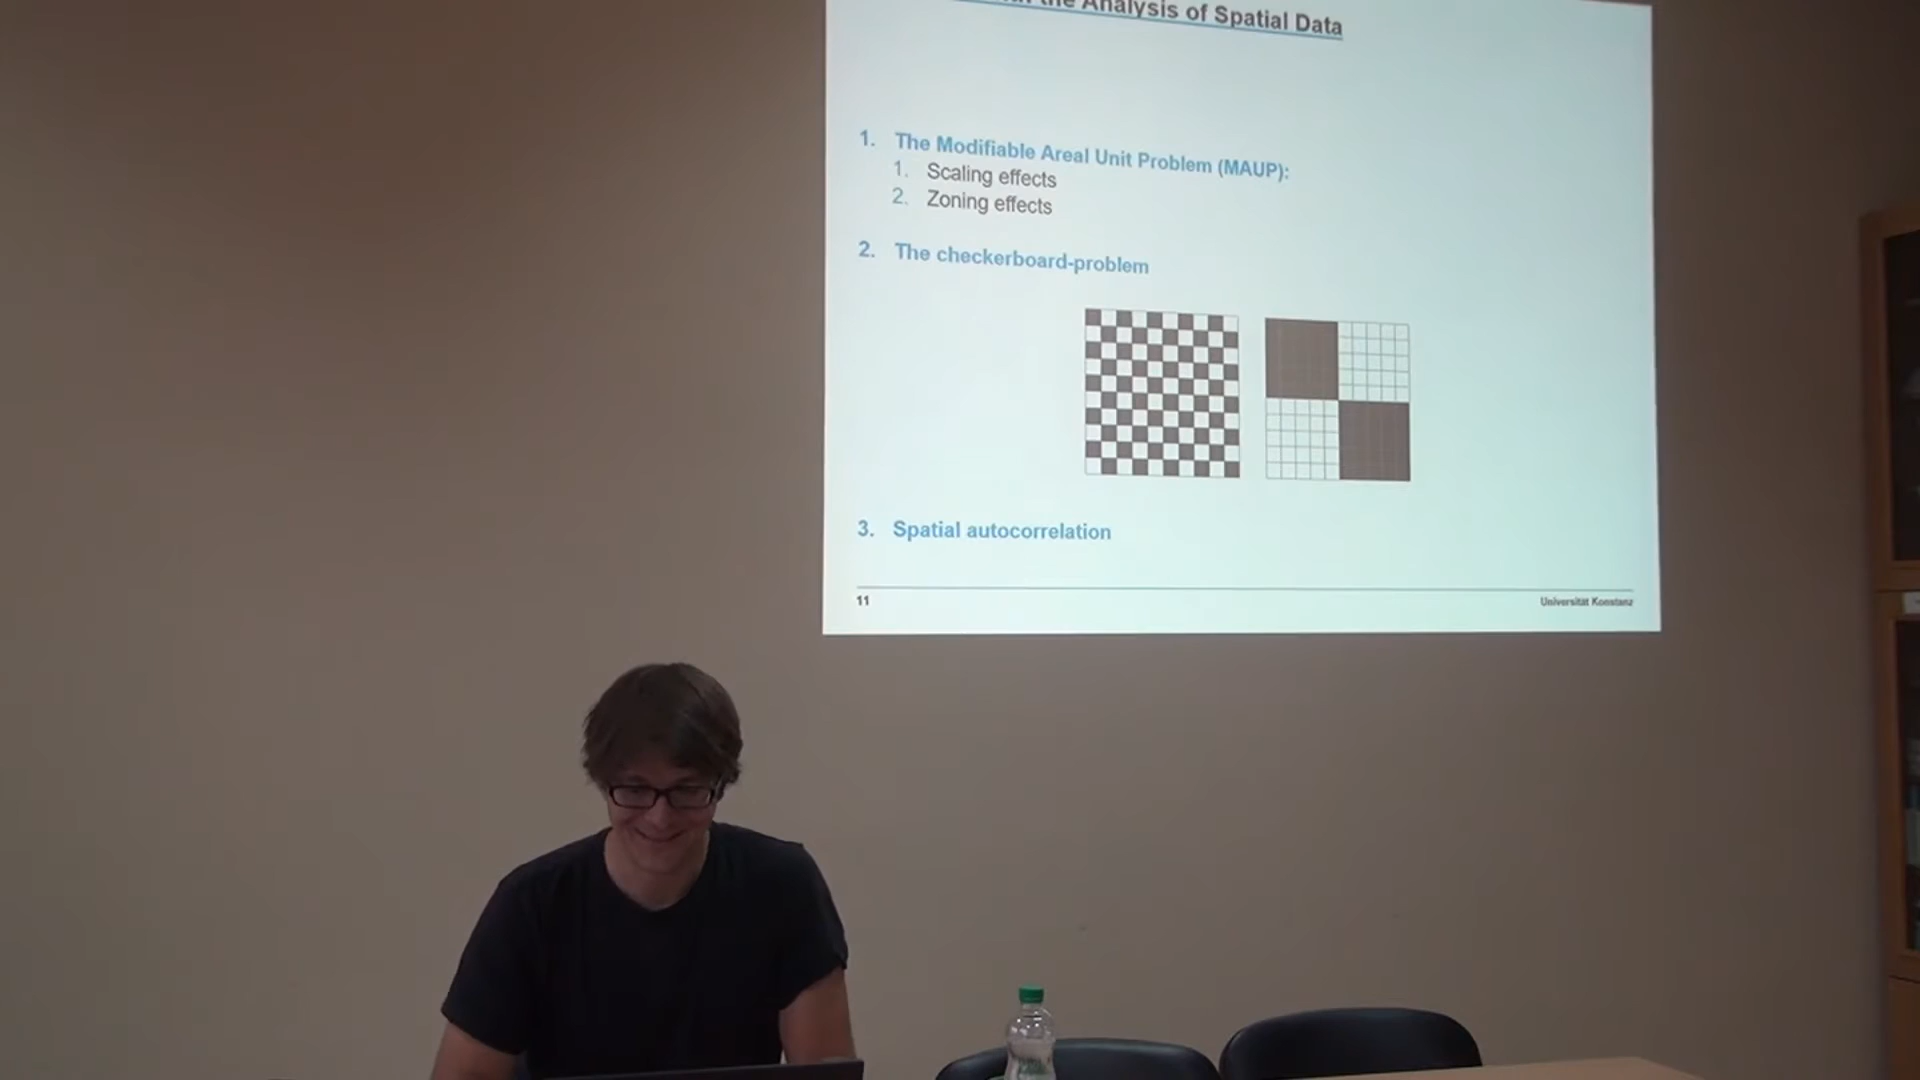 the Analysis of Spatial Data
1. The Modifiable Areal Unit Problem (MAUP):
1. Scaling effects
2. Zoning effects
2. The checkerboard-problem
3. Spatial autocorrelation
11
Universität Konstanz